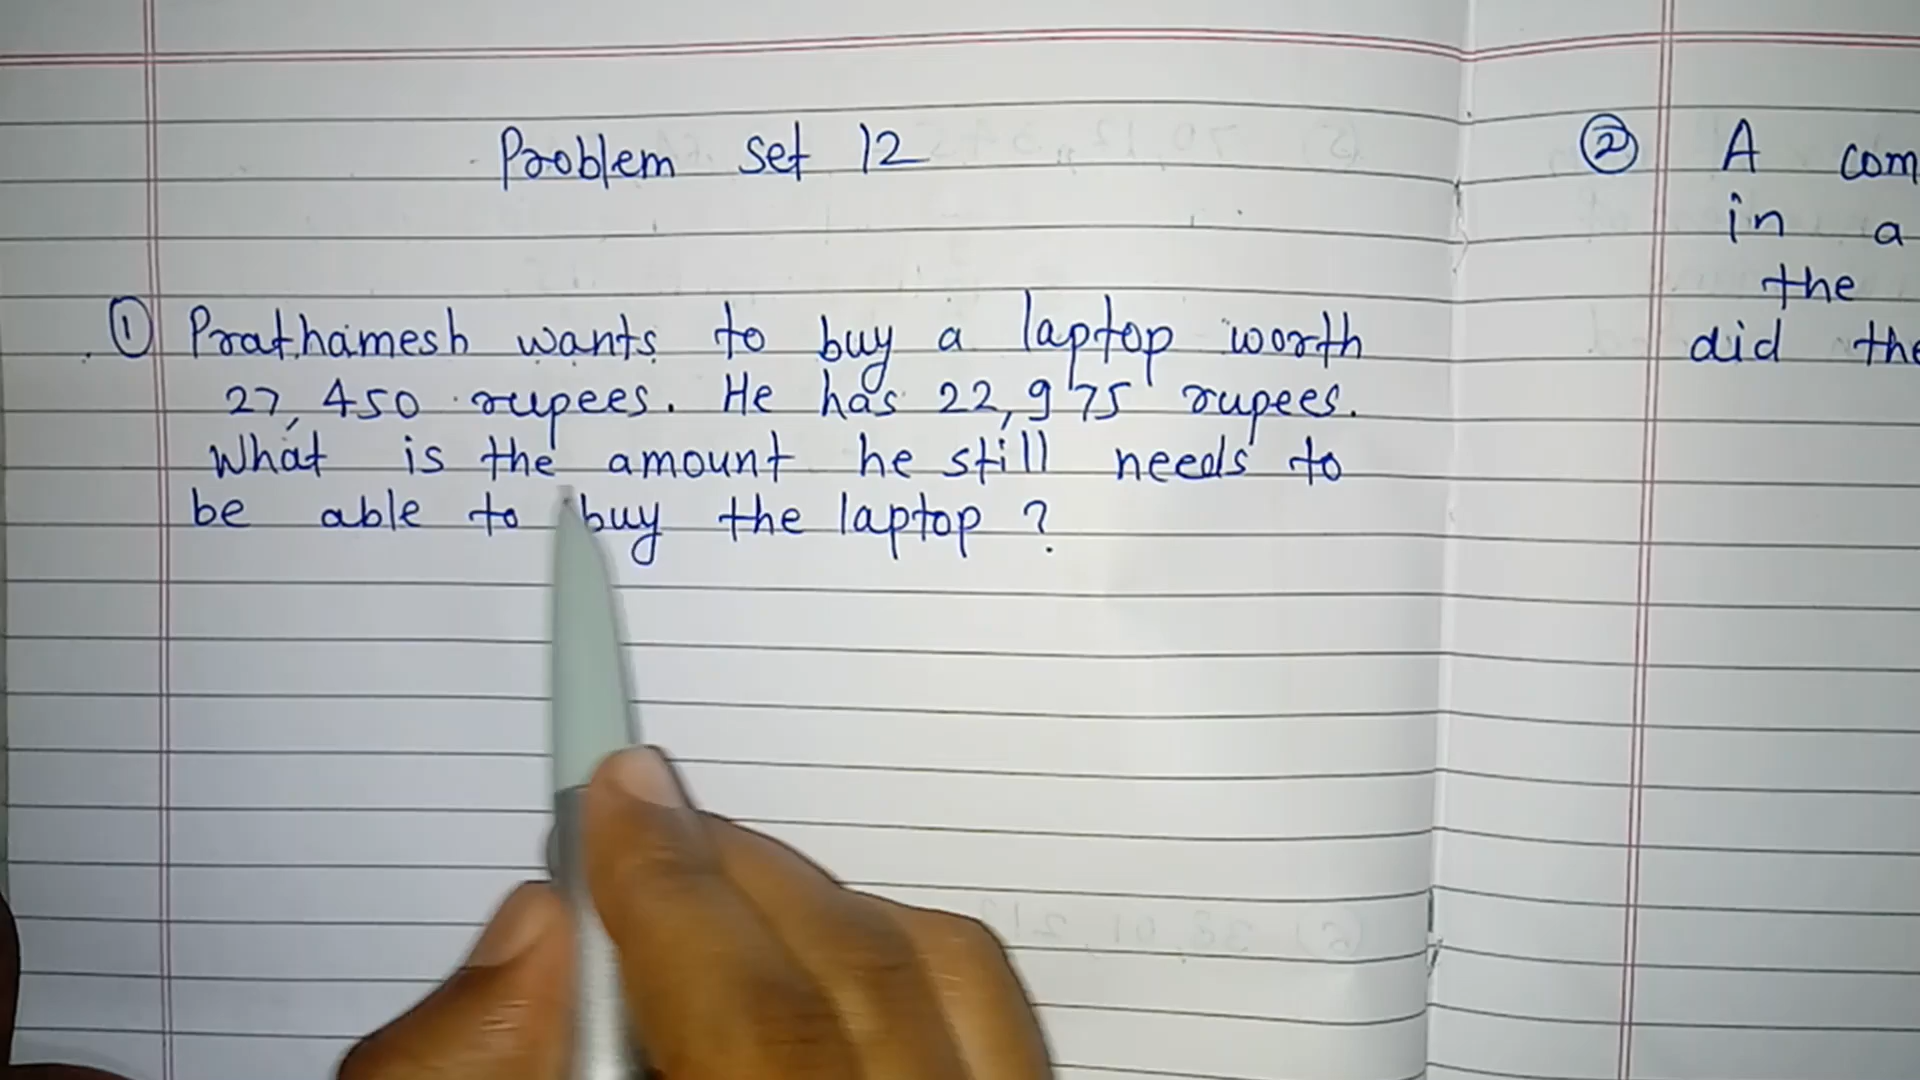 Problem set 12
① Prathamesh wants to buy a laptop worth
27,450 rupees. He has 22,975 rupees.
What is the amount he still needs to
be able to buy the laptop ?
② A com
in a
the
did the